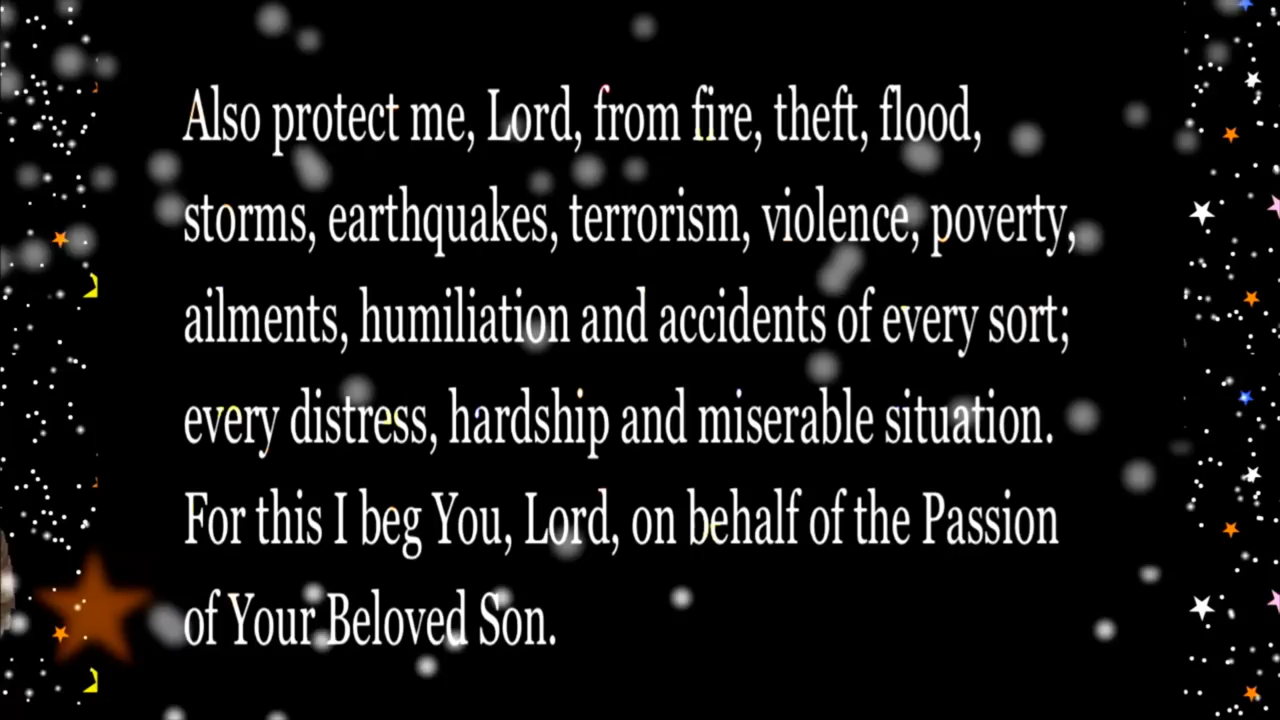 Also protect me, Lord, from fire, theft, flood,
storms, earthquakes, terrorism, violence, poverty,
ailments, humiliation and accidents of every sort;
every distress, hardship and miserable situation.
For this I beg You, Lord, on behalf of the Passion
of Your Beloved Son.